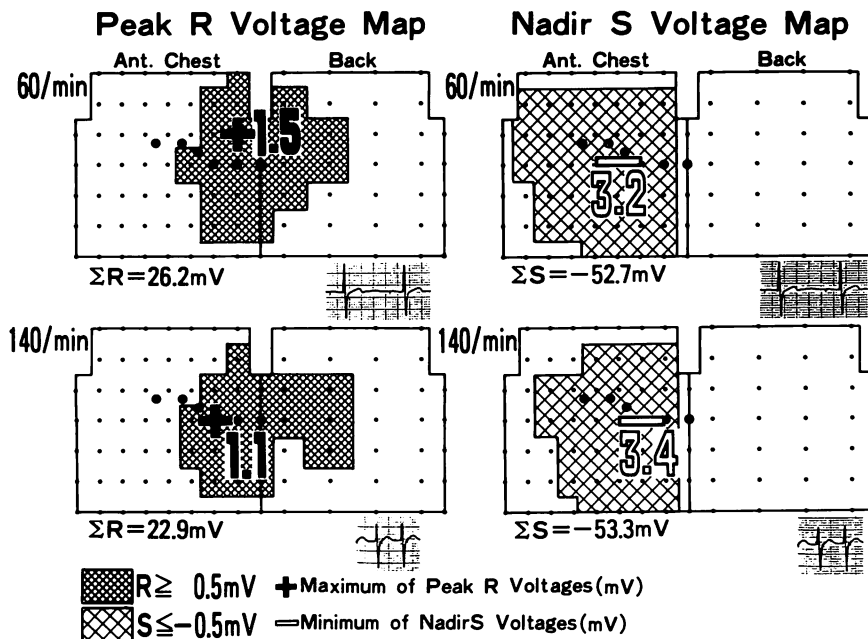 Peak R Voltage Map Nadir S Voltage Map
Ant. Chest Back Ant. Chest Back
60/min 60/min
+1.5 −3.2
ΣR=26.2mV ΣS=−52.7mV
140/min 140/min
+1.1 −3.4
ΣR=22.9mV ΣS=−53.3mV
R≧ 0.5mV +Maximum of Peak R Voltages(mV)
S≦−0.5mV −Minimum of NadirS Voltages(mV)